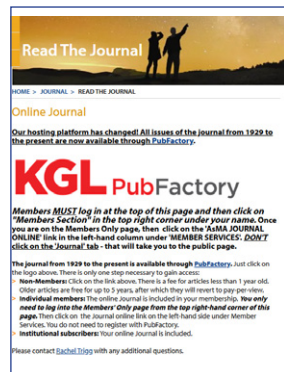 Read The Journal
HOME > JOURNAL > READ THE JOURNAL
Online Journal
Our hosting platform has changed! All issues of the journal from 1929 to
the present are now available through PubFactory.
KGL PubFactory
Members MUST log in at the top of this page and then click on
"Members Section" in the top right corner under your name. Once
you are on the Members Only page, then click on the 'AsMA JOURNAL
ONLINE' link in the left-hand column under 'MEMBER SERVICES'. DON'T
click on the 'Journal' tab - that will take you to the public page.
The journal from 1929 to the present is available through PubFactory. Just click on
the logo above. There is only one step necessary to gain access:
Non-Members: Click on the link above. There is a fee for articles less than 1 year old.
Older articles are free for up to 5 years, after which they will revert to pay-per-view.
Individual members: The online Journal is included in your membership. You only
need to log into the Members' Only page from the top right-hand corner of this
page. Then click on the Journal online link on the left-hand side under Member
Services. You do not need to register with PubFactory.
Institutional subscribers: Your online Journal is included.
Please contact Rachel Trigg with any additional questions.